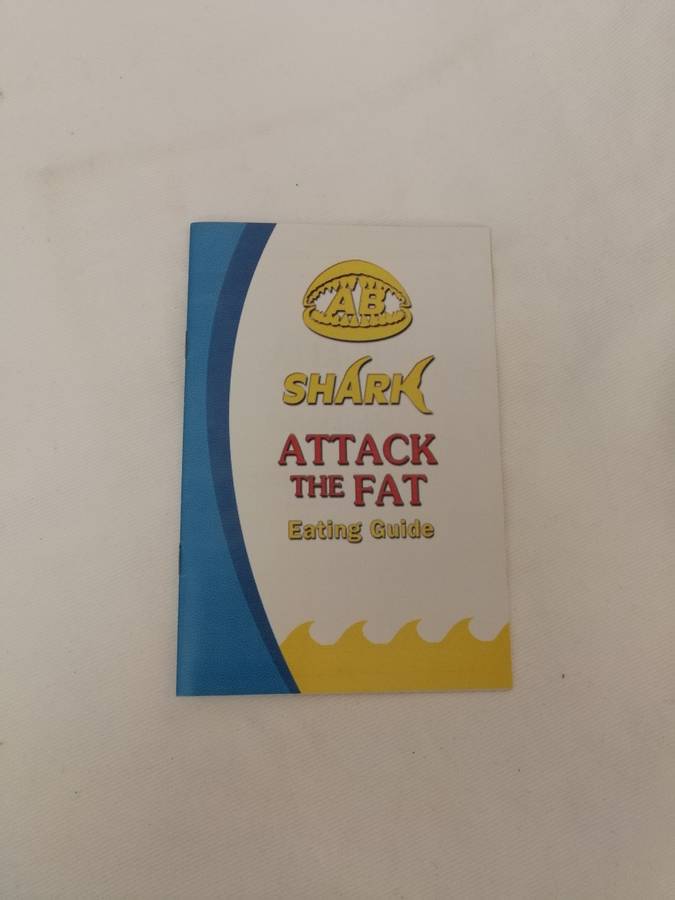 AB
SHARK
ATTACK
THE FAT
Eating Guide